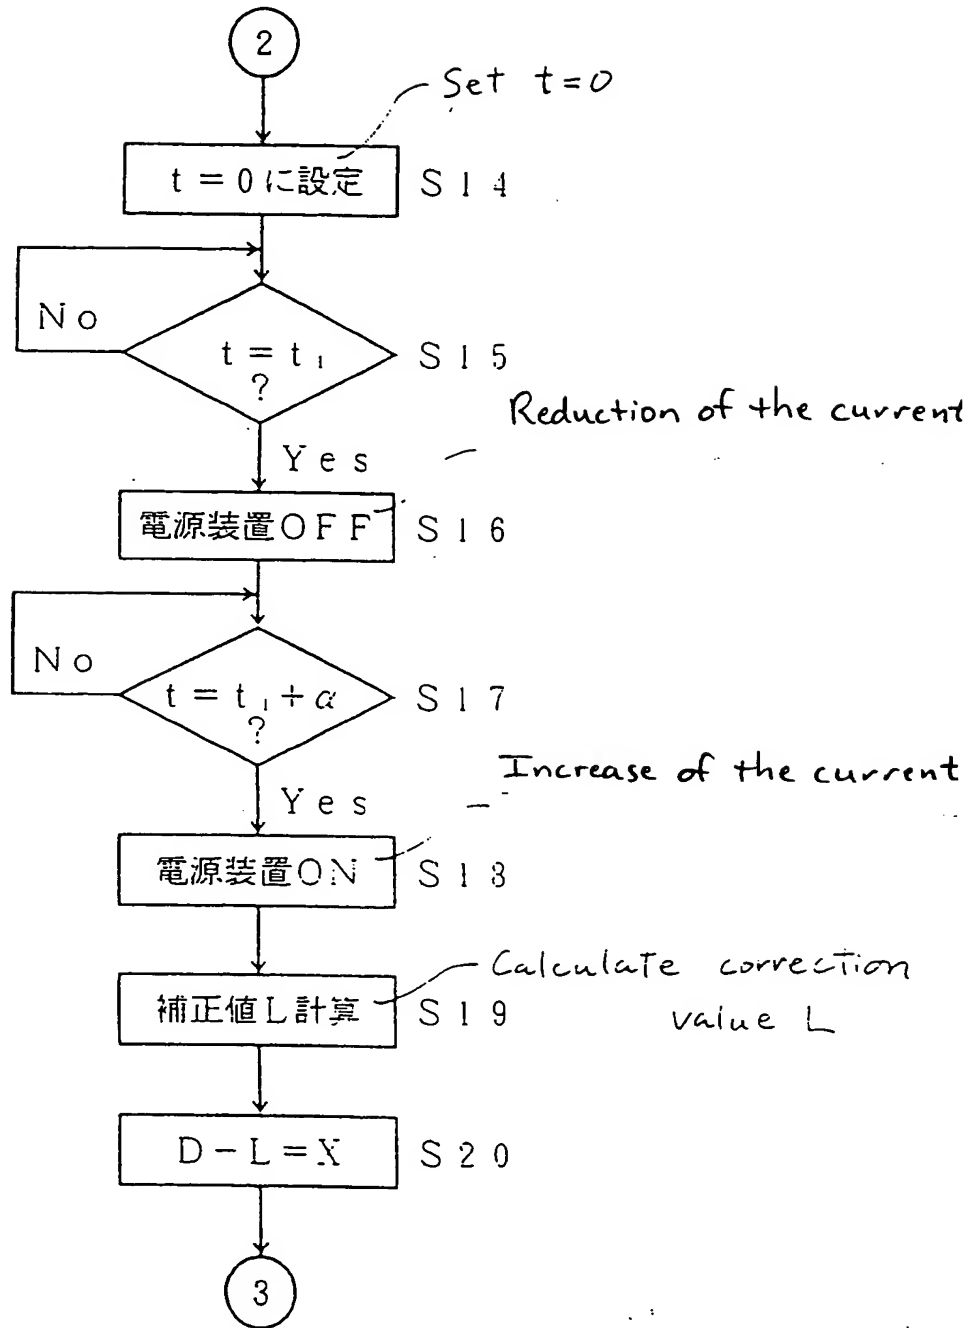 2
Set t=0
t=0に設定 S14
No
t=t₁ S15
?
Reduction of the current
Yes
電源装置OFF S16
No
t=t₁+α S17
?
Increase of the current
Yes
電源装置ON S18
Calculate correction
補正値L計算 S19
value L
D-L=X S20
3